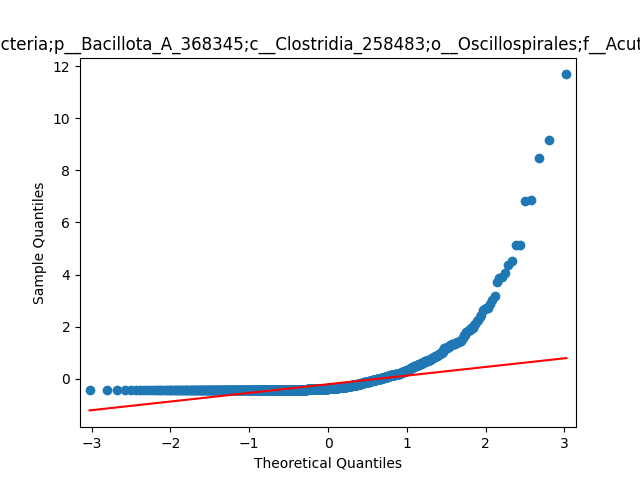 cteria;p__Bacillota_A_368345;c__Clostridia_258483;o__Oscillospirales;f__Acut
12
10
8
6
4
2
0
Sample Quantiles
−3 −2 −1 0 1 2 3
Theoretical Quantiles